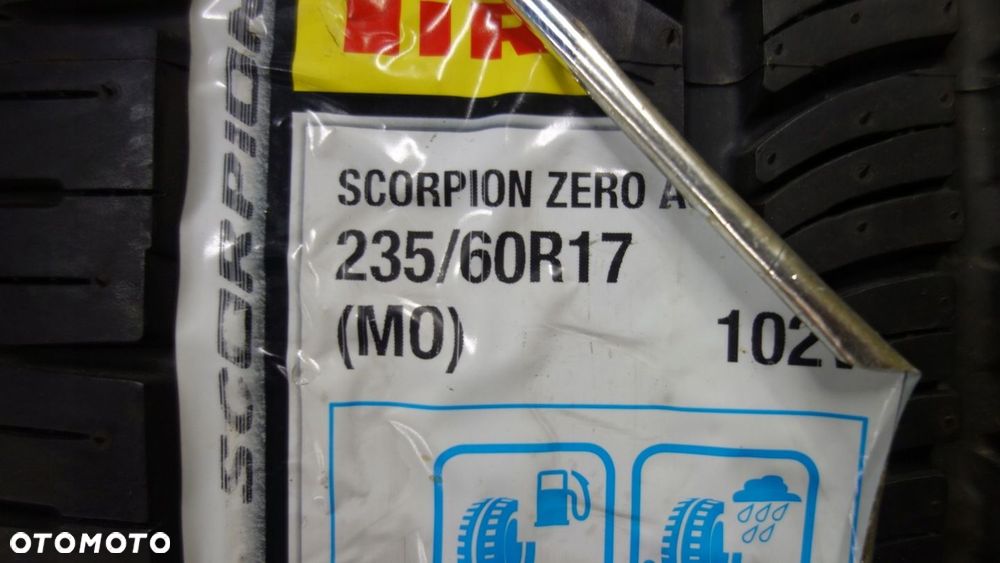 SCORPION
SCORPION ZERO
235/60R17
(MO) 102
OTOMOTO